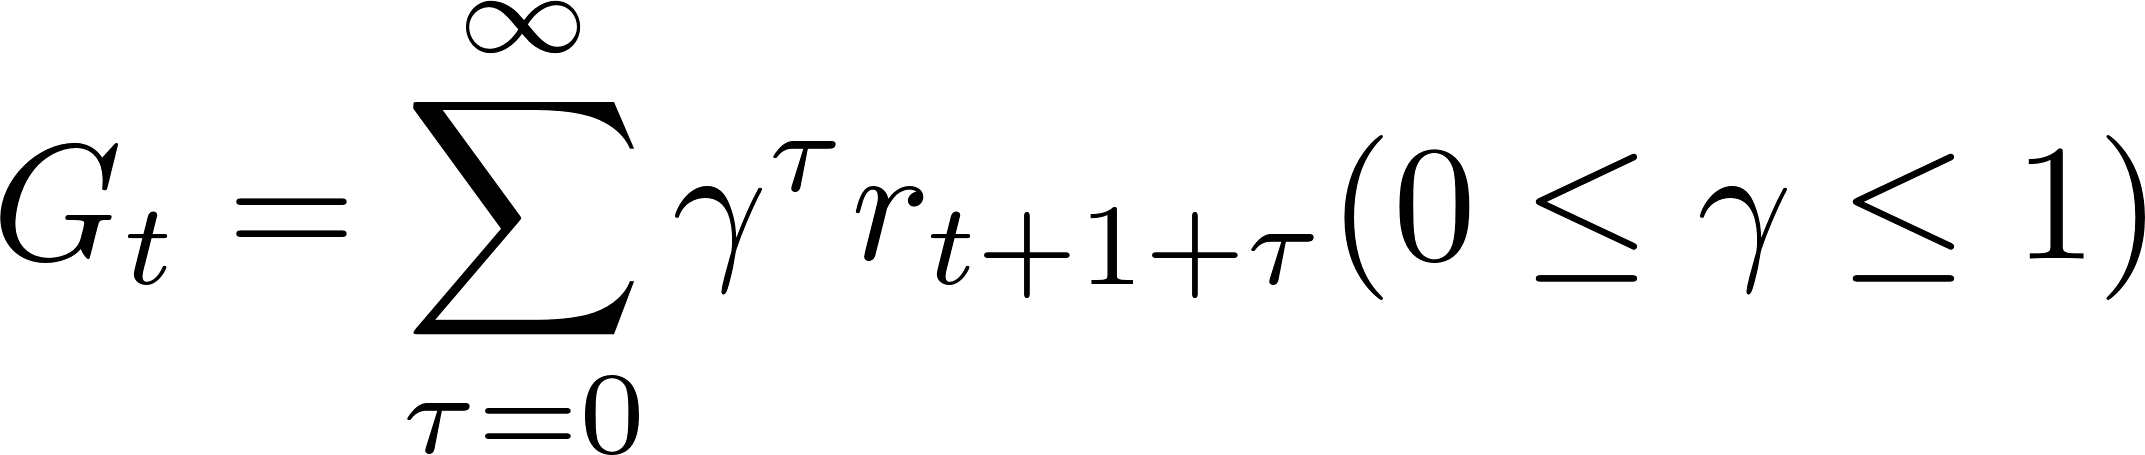 G_t = \sum_{\tau=0}^{\infty} \gamma^\tau r_{t+1+\tau} (0 \leq \gamma \leq 1)